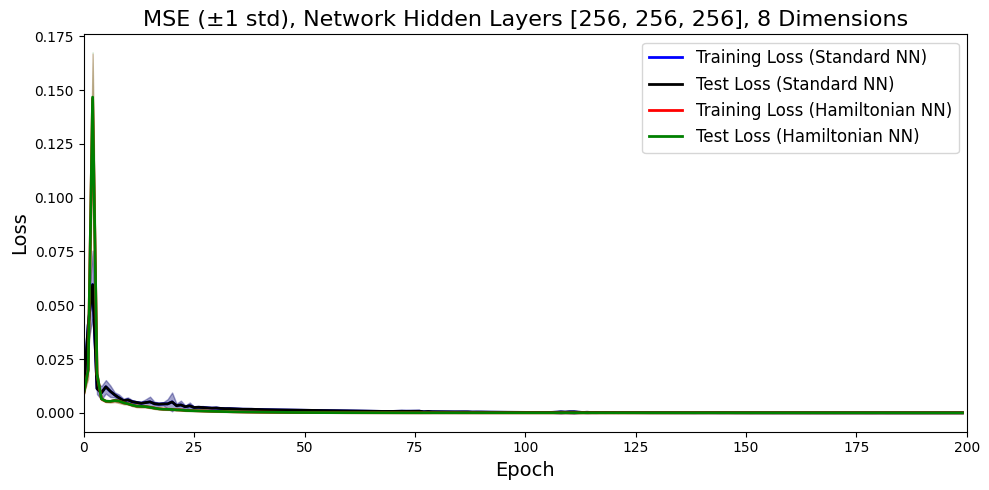 MSE (±1 std), Network Hidden Layers [256, 256, 256], 8 Dimensions
Training Loss (Standard NN)
Test Loss (Standard NN)
Training Loss (Hamiltonian NN)
Test Loss (Hamiltonian NN)
Loss
0.175
0.150
0.125
0.100
0.075
0.050
0.025
0.000
0 25 50 75 100 125 150 175 200
Epoch